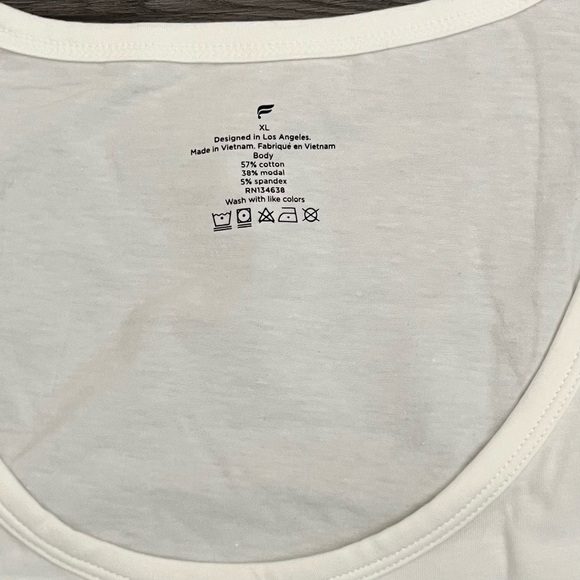 XL
Designed in Los Angeles.
Made in Vietnam. Fabriqué en Vietnam
Body
57% cotton
38% modal
5% spandex
RN134638
Wash with like colors